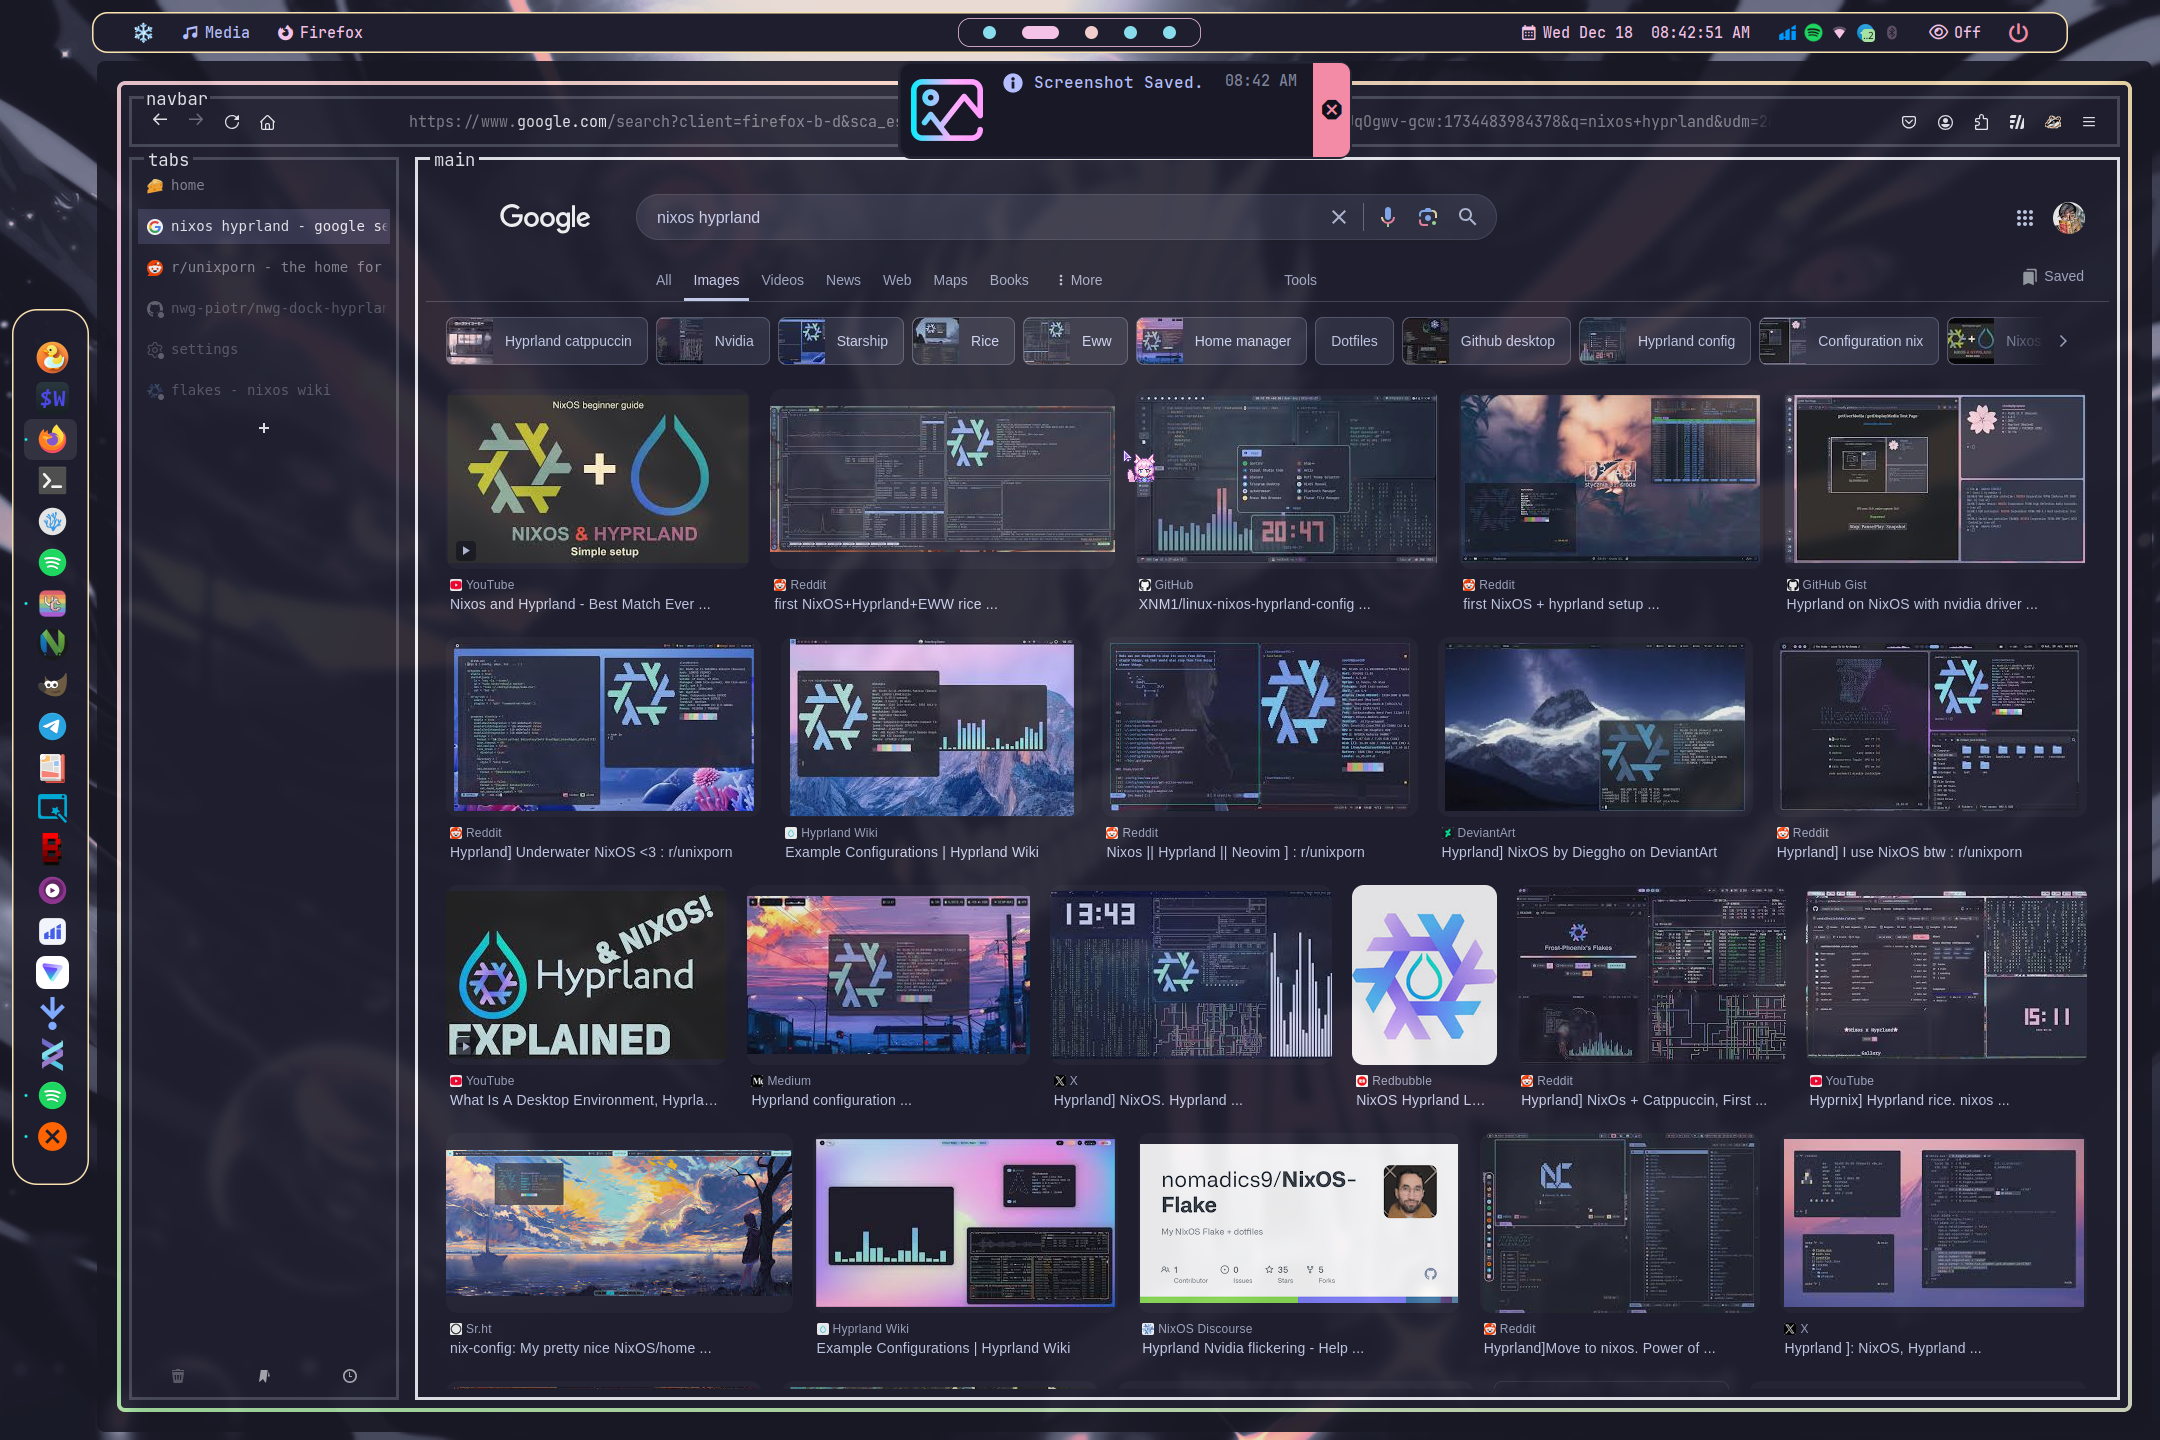 Media
Firefox
Wed Dec 18 08:42:51 AM
Off
Screenshot Saved. 08:42 AM
navbar
https://www.google.com/search?client=firefox-b-d&sca_es
qOgwv-gcw:1734483984378&q=nixos+hyprland&udm=2
tabs
home
nixos hyprland - google se
r/unixporn - the home for
nwg-piotr/nwg-dock-hyprlan
settings
flakes - nixos wiki
main
Google
nixos hyprland
All Images Videos News Web Maps Books More Tools
Saved
Hyprland catppuccin
Nvidia
Starship
Rice
Eww
Home manager
Dotfiles
Github desktop
Hyprland config
Configuration nix
Nixos
NixOS beginner guide
NIXOS & HYPRLAND
Simple setup
20:47
03:43
YouTube
Nixos and Hyprland - Best Match Ever ...
Reddit
first NixOS+Hyprland+EWW rice ...
GitHub
XNM1/linux-nixos-hyprland-config ...
Reddit
first NixOS + hyprland setup ...
GitHub Gist
Hyprland on NixOS with nvidia driver ...
Reddit
Hyprland] Underwater NixOS <3 : r/unixporn
Hyprland Wiki
Example Configurations | Hyprland Wiki
Reddit
Nixos || Hyprland || Neovim ] : r/unixporn
DeviantArt
Hyprland] NixOS by Dieggho on DeviantArt
Reddit
Hyprland] I use NixOS btw : r/unixporn
& NIXOS!
Hyprland
EXPLAINED
13:43
Frost-Phoenix's Flakes
15:11
Gallery
YouTube
What Is A Desktop Environment, Hyprla...
Medium
Hyprland configuration ...
X
Hyprland] NixOS. Hyprland ...
Redbubble
NixOS Hyprland L...
Reddit
Hyprland] NixOs + Catppuccin, First ...
YouTube
Hyprnix] Hyprland rice. nixos ...
nomadics9/NixOS-
Flake
My NixOS Flake + dotfiles
1 0 35 5
Contributor Issues Stars Forks
Sr.ht
nix-config: My pretty nice NixOS/home ...
Hyprland Wiki
Example Configurations | Hyprland Wiki
NixOS Discourse
Hyprland Nvidia flickering - Help ...
Reddit
Hyprland]Move to nixos. Power of ...
X
Hyprland ]: NixOS, Hyprland ...